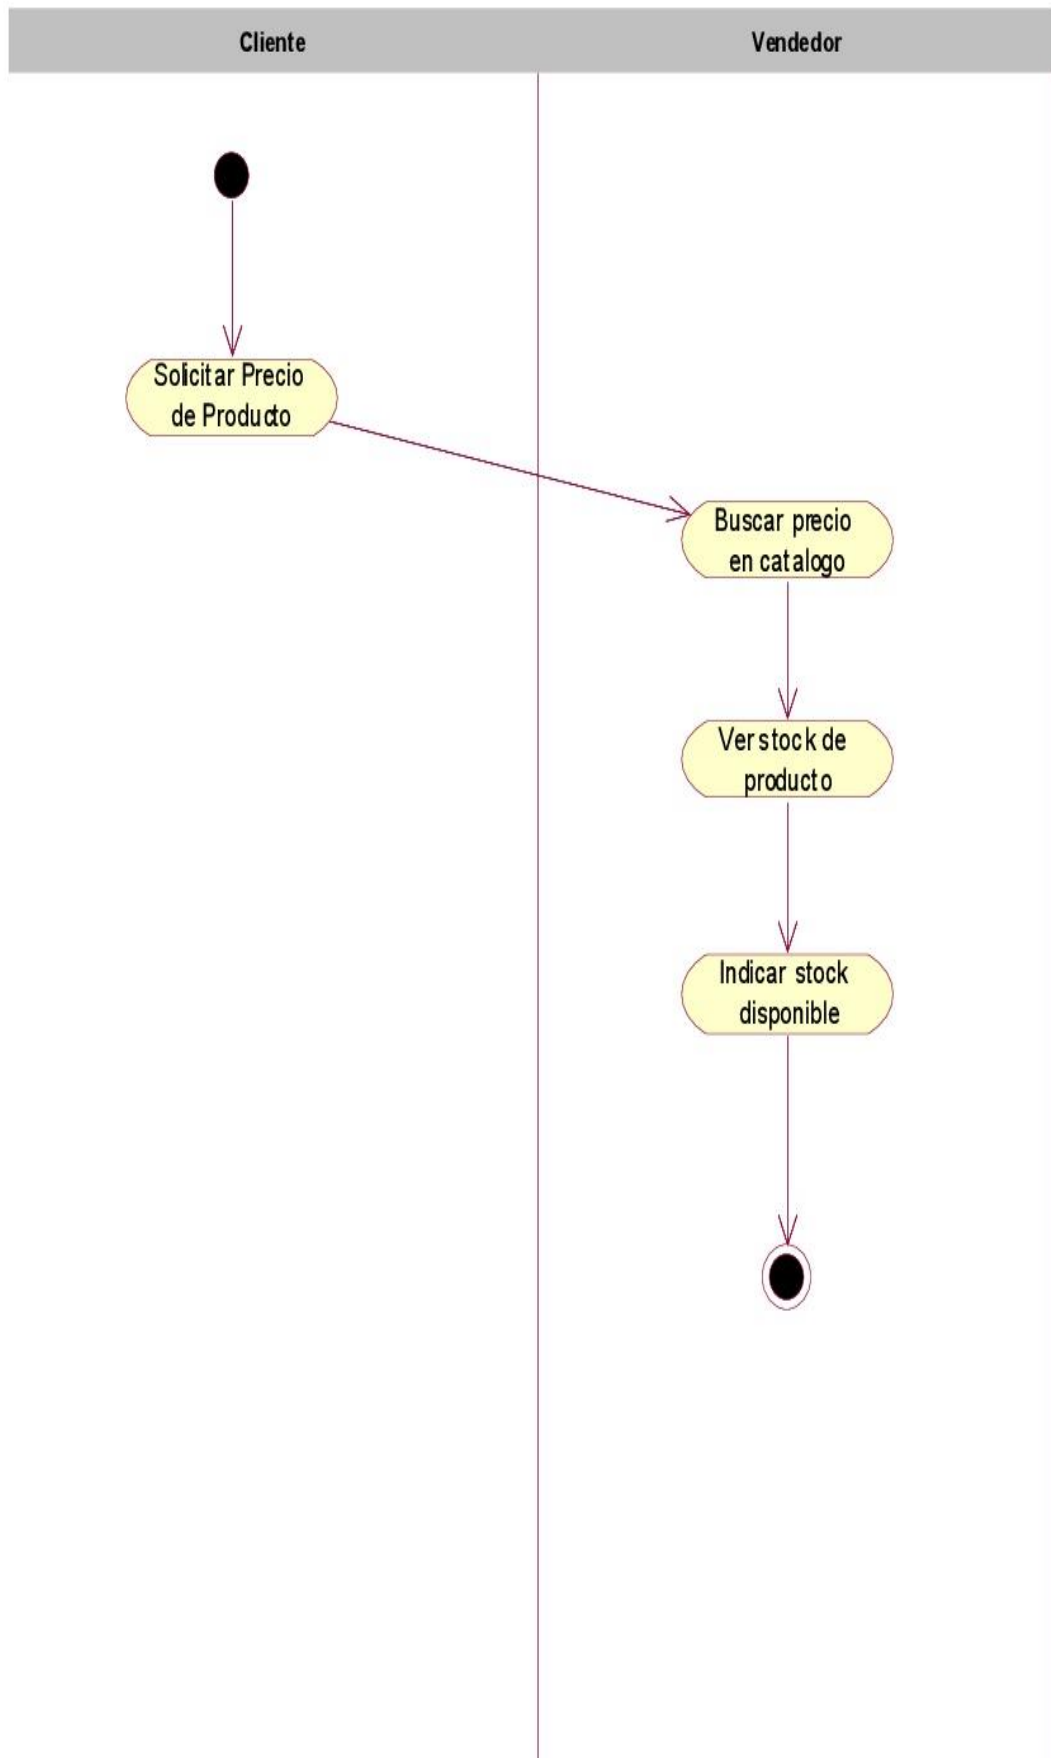 Cliente
Vendedor
Solicitar Precio
de Producto
Buscar precio
en catalogo
Ver stock de
producto
Indicar stock
disponible